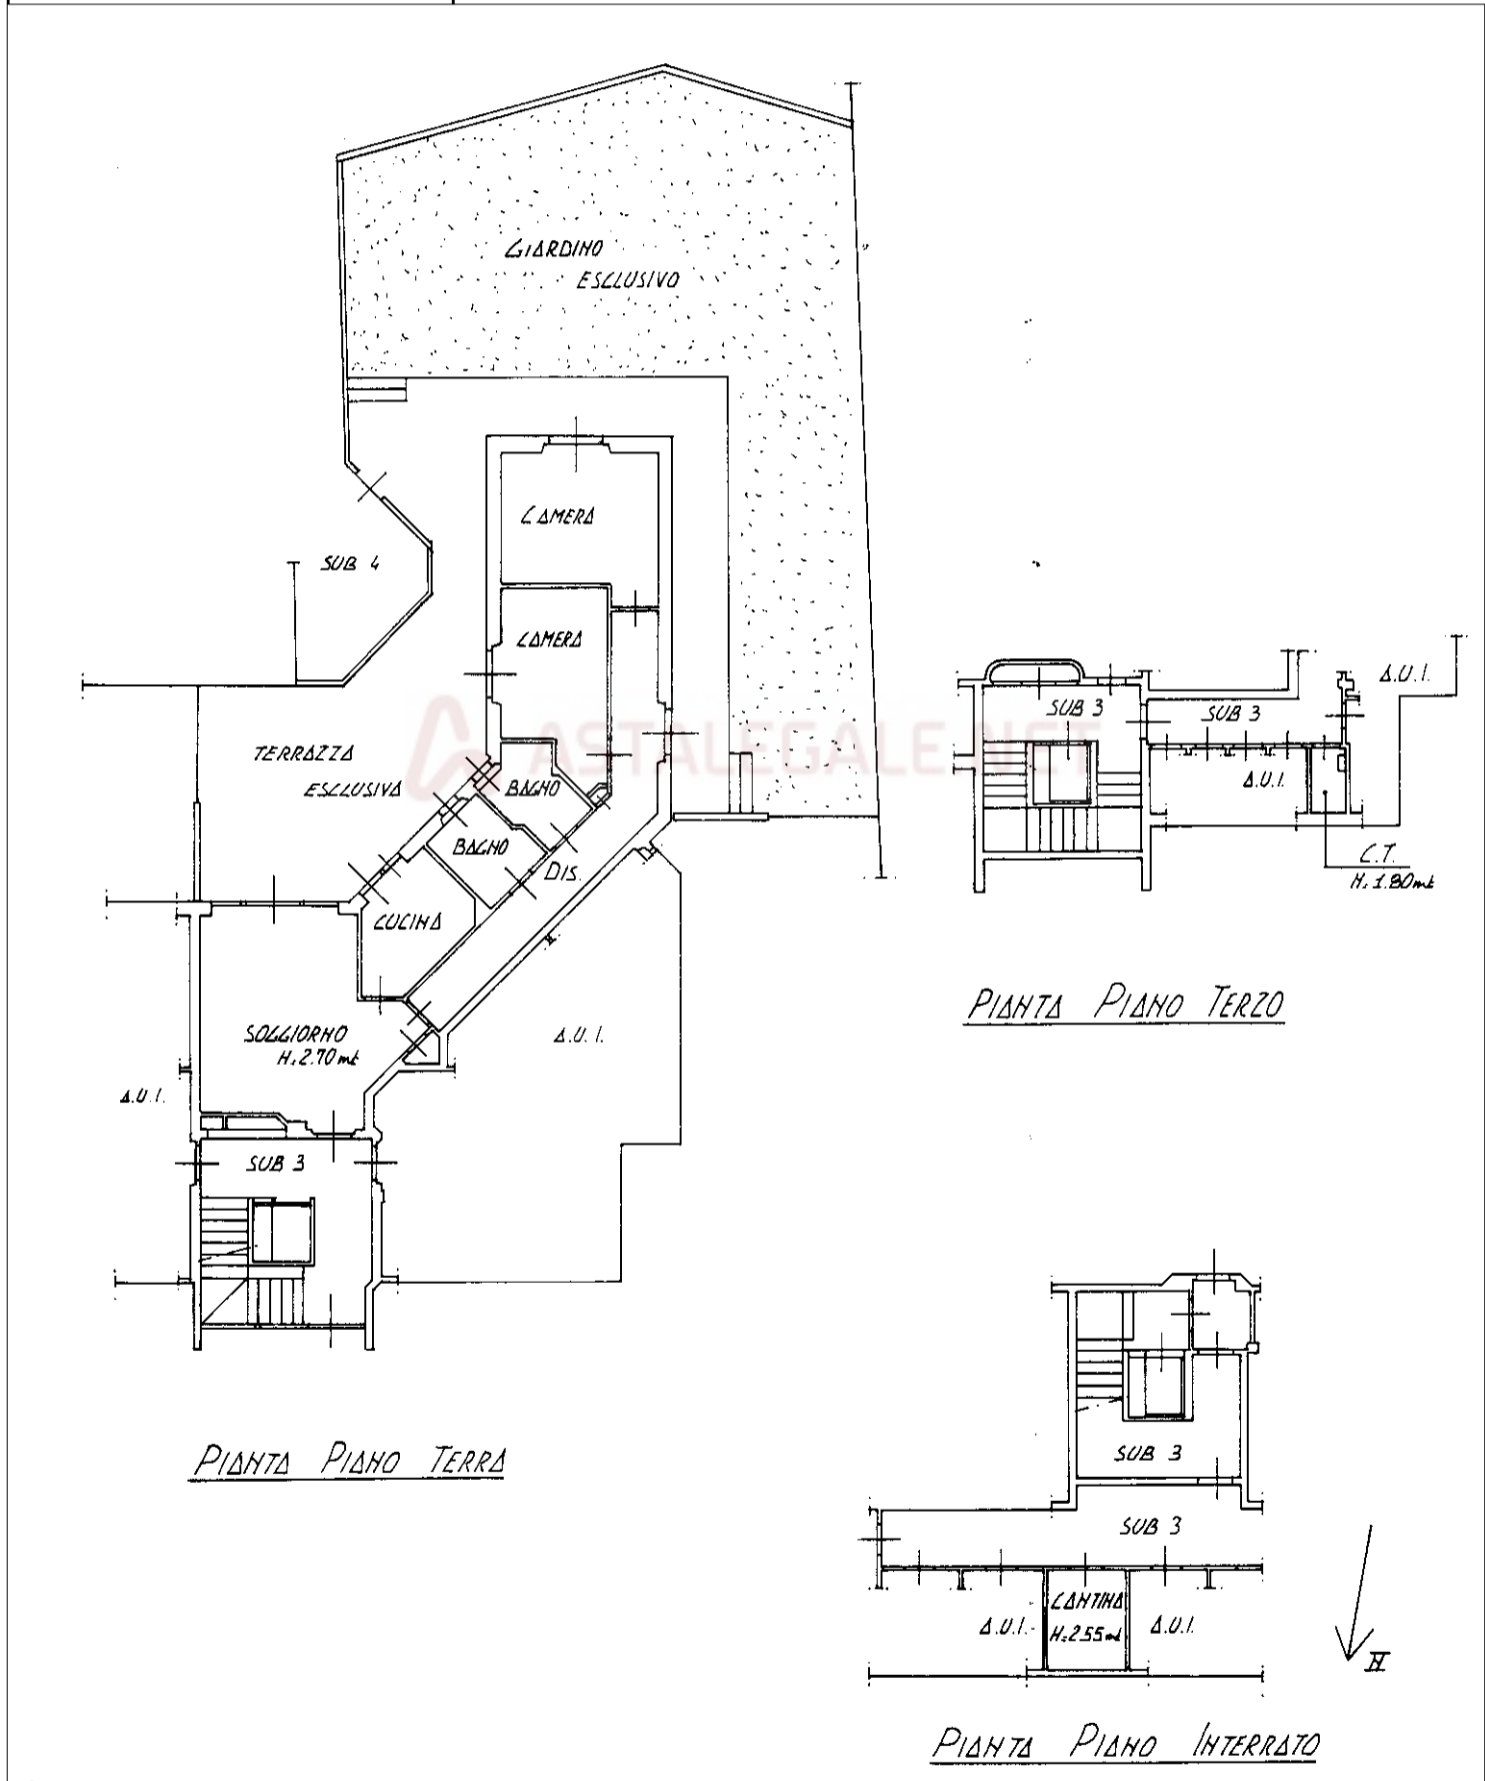 GIARDINO
ESCLUSIVO
CAMERA
SUB 4
CAMERA
TERRAZZA
ESCLUSIVA
BAGNO
BAGNO
DIS.
CUCINA
SOGGIORNO
H=2.70 mt
A.U.I.
A.U.I.
SUB 3
PIANTA PIANO TERRA
ASTALEGALE.NET
A.U.I.
SUB 3
SUB 3
A.U.I.
C.T.
H=1.80 mt
PIANTA PIANO TERZO
SUB 3
SUB 3
CANTINA
A.U.I.
H=2.55 mt
A.U.I.
N
PIANTA PIANO INTERRATO